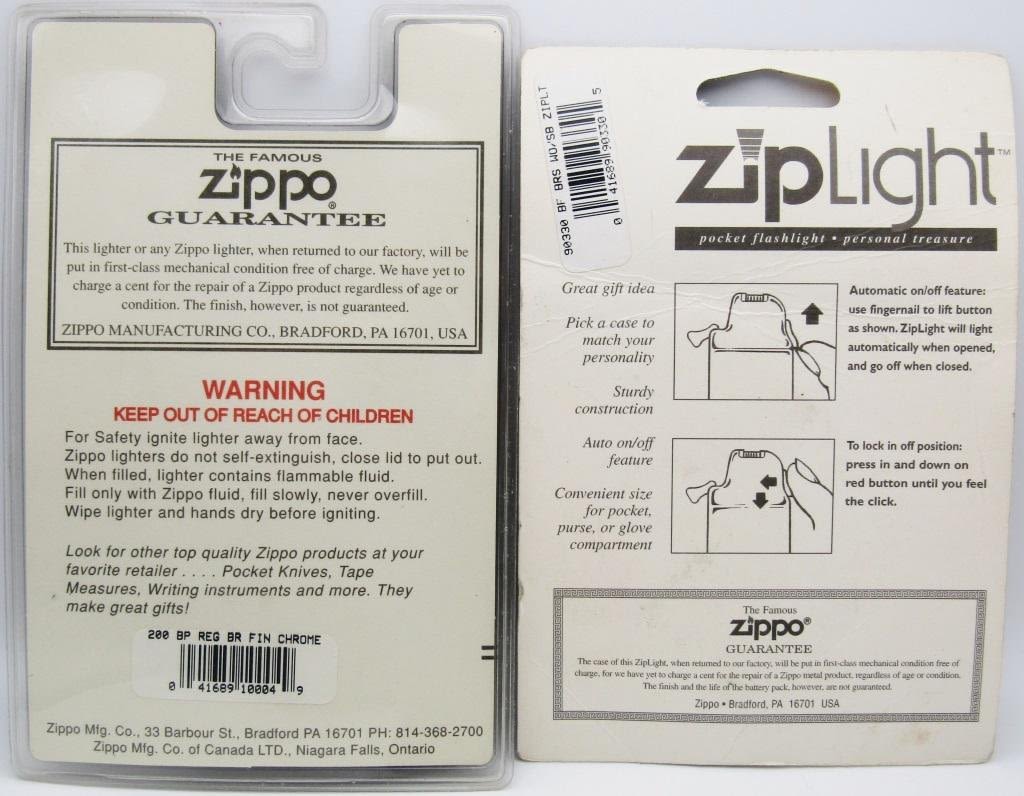 THE FAMOUS
zippo®
GUARANTEE
This lighter or any Zippo lighter, when returned to our factory, will be
put in first-class mechanical condition free of charge. We have yet to
charge a cent for the repair of a Zippo product regardless of age or
condition. The finish, however, is not guaranteed.
ZIPPO MANUFACTURING CO., BRADFORD, PA 16701, USA
WARNING
KEEP OUT OF REACH OF CHILDREN
For Safety ignite lighter away from face.
Zippo lighters do not self-extinguish, close lid to put out.
When filled, lighter contains flammable fluid.
Fill only with Zippo fluid, fill slowly, never overfill.
Wipe lighter and hands dry before igniting.
Look for other top quality Zippo products at your
favorite retailer . . . . Pocket Knives, Tape
Measures, Writing instruments and more. They
make great gifts!
200 BP REG BR FIN CHROME
0 41689 10004 9
Zippo Mfg. Co., 33 Barbour St., Bradford PA 16701 PH: 814-368-2700
Zippo Mfg. Co. of Canada LTD., Niagara Falls, Ontario
90330 BF BRS WO/SB ZIPLT
0 41689 90330 5
zipLight™
pocket flashlight • personal treasure
Great gift idea
Pick a case to
match your
personality
Sturdy
construction
Auto on/off
feature
Convenient size
for pocket,
purse, or glove
compartment
Automatic on/off feature:
use fingernail to lift button
as shown. ZipLight will light
automatically when opened,
and go off when closed.
To lock in off position:
press in and down on
red button until you feel
the click.
The Famous
zippo®
GUARANTEE
The case of this ZipLight, when returned to our factory, will be put in first-class mechanical condition free of
charge, for we have yet to charge a cent for the repair of a Zippo metal product, regardless of age or condition.
The finish and the life of the battery pack, however, are not guaranteed.
Zippo • Bradford, PA 16701 USA